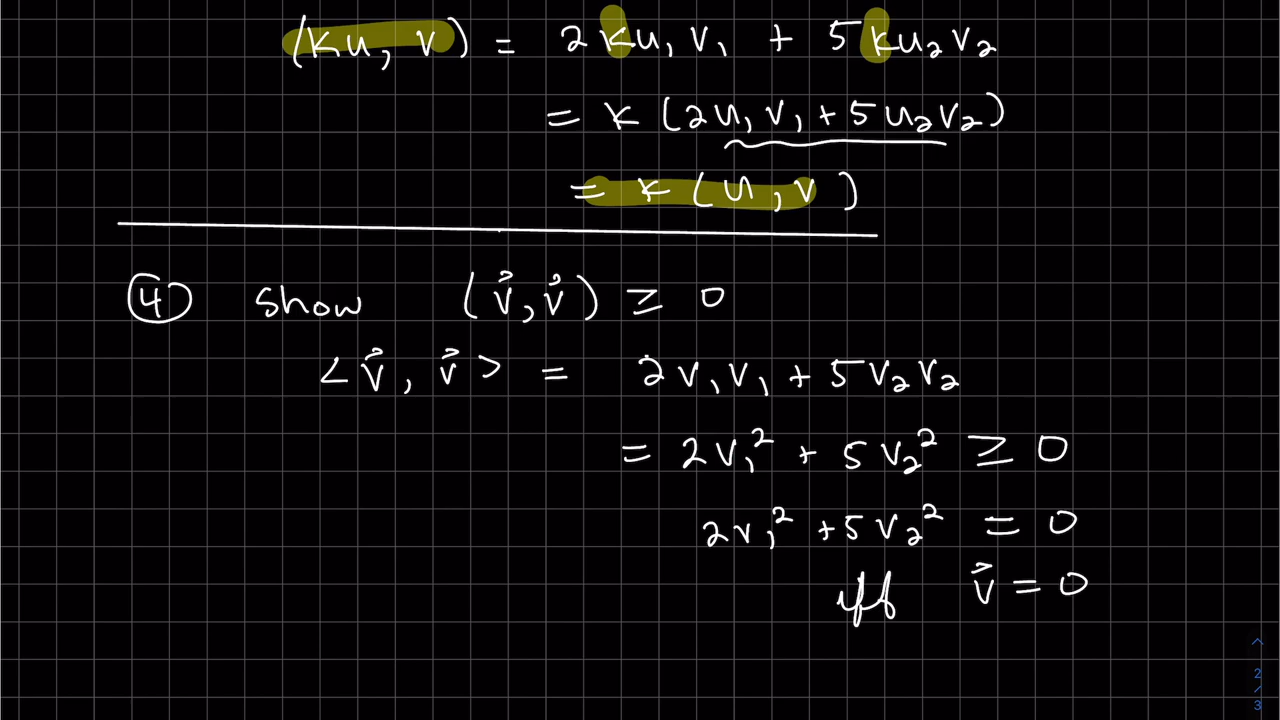 (ku, v) = 2ku₁v₁ + 5ku₂v₂
= k(2u₁v₁ + 5u₂v₂)
= k(u, v)
④ show (v⃗, v⃗) ≥ 0
<v⃗, v⃗> = 2v₁v₁ + 5v₂v₂
= 2v₁² + 5v₂² ≥ 0
2v₁² + 5v₂² = 0
iff v⃗ = 0
2/3